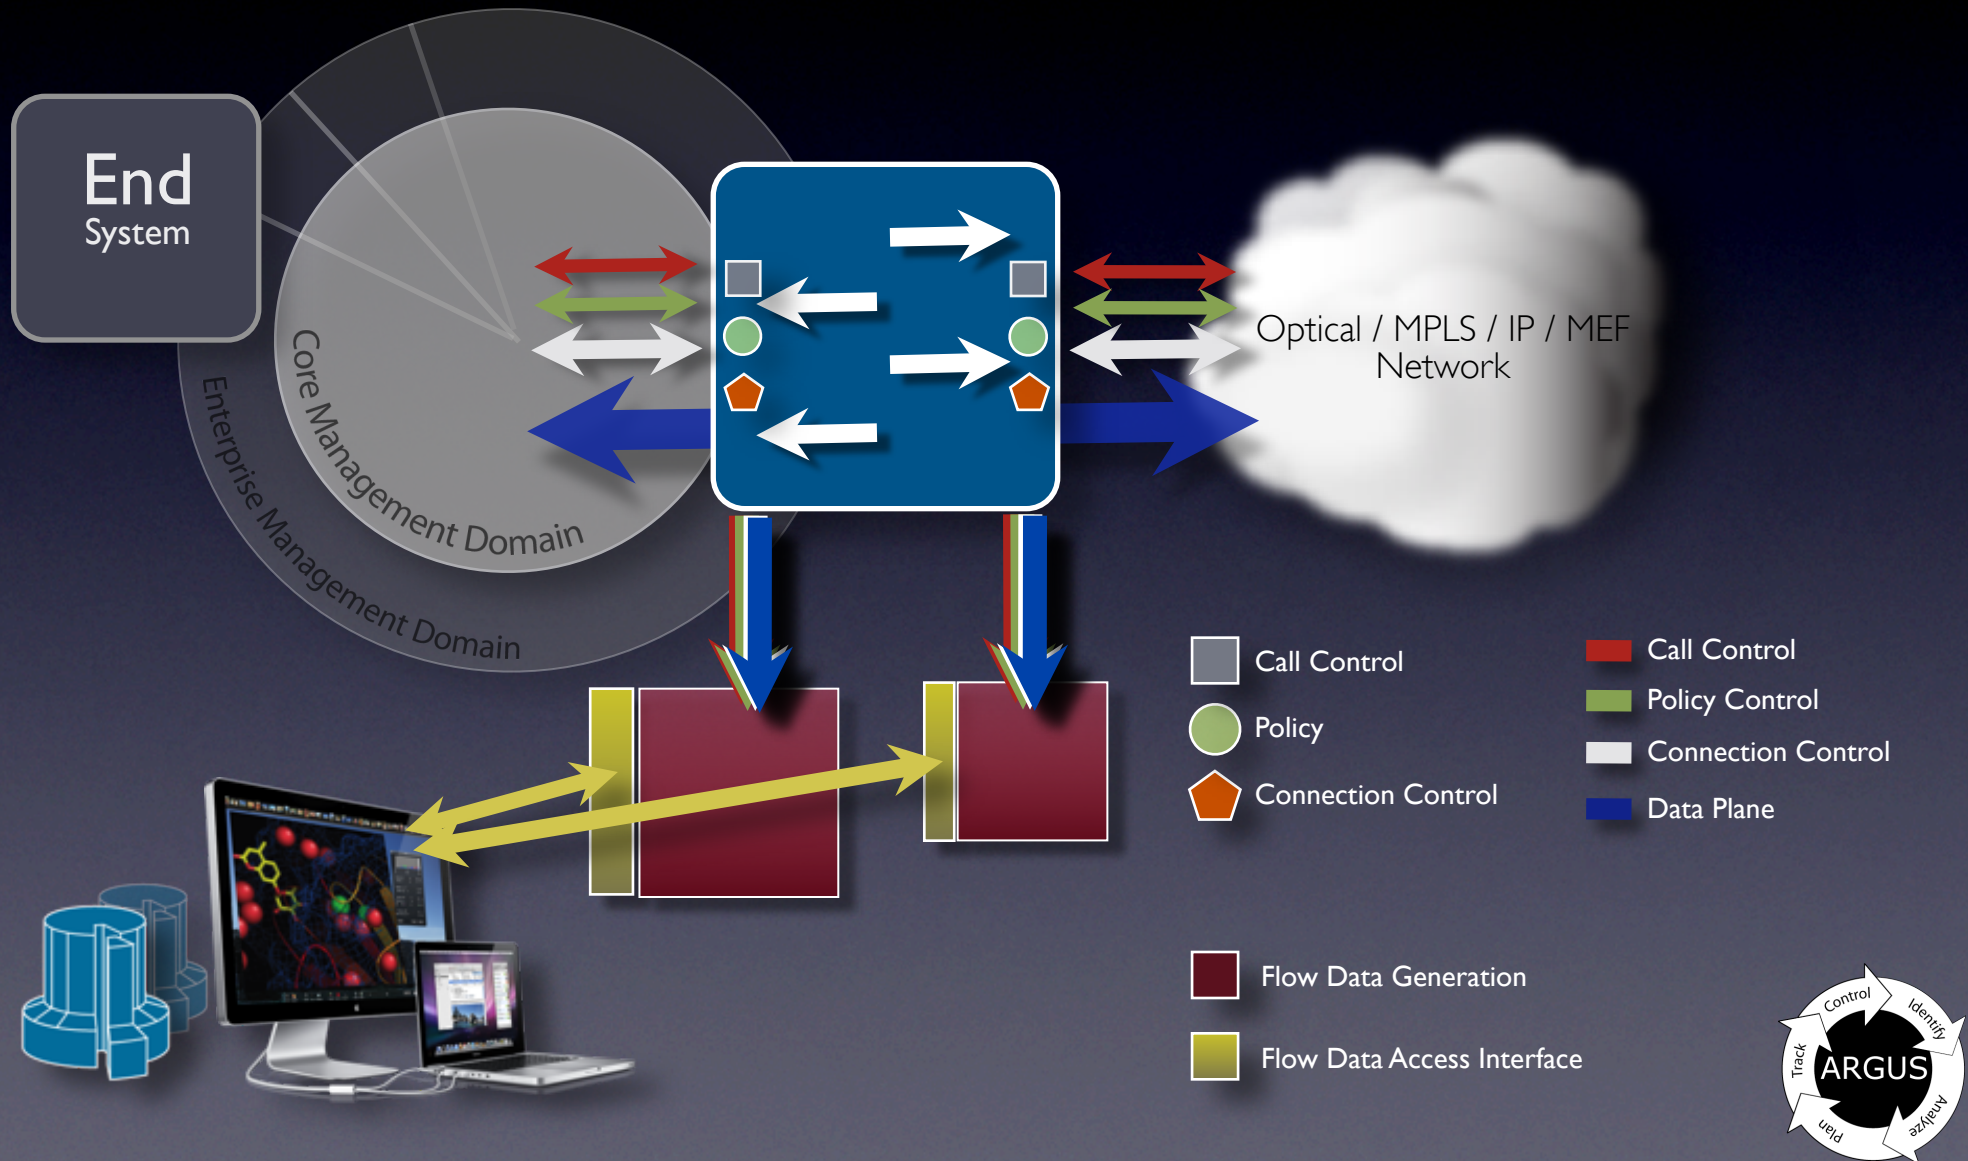 End
System
Core Management Domain
Enterprise Management Domain
Optical / MPLS / IP / MEF
Network
Call Control
Policy
Connection Control
Call Control
Policy Control
Connection Control
Data Plane
Flow Data Generation
Flow Data Access Interface
Control
Identify
Analyze
Plan
Track
ARGUS